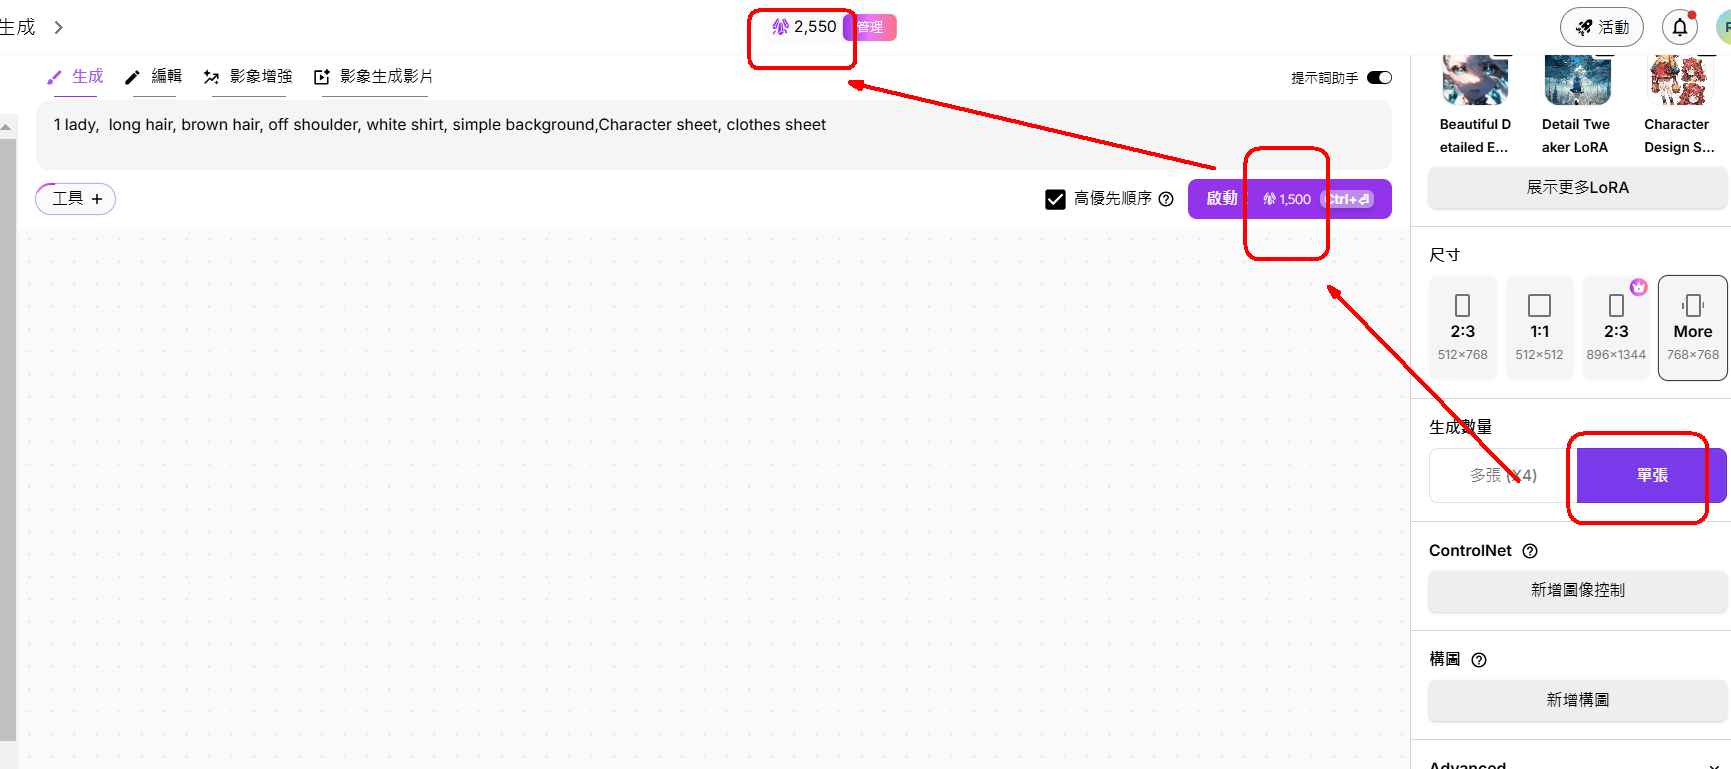 生成
2,550
管理
活動
生成
編輯
影象增強
影象生成影片
提示詞助手
1 lady,  long hair, brown hair, off shoulder, white shirt, simple background,Character sheet, clothes sheet
工具 +
高優先順序
啟動
1,500
Ctrl+⏎
Beautiful D
etailed E...
Detail Twe
aker LoRA
Character
Design S...
展示更多LoRA
尺寸
2:3
512×768
1:1
512×512
2:3
896×1344
More
768×768
生成數量
多張 (X4)
單張
ControlNet
新增圖像控制
構圖
新增構圖
Advanced